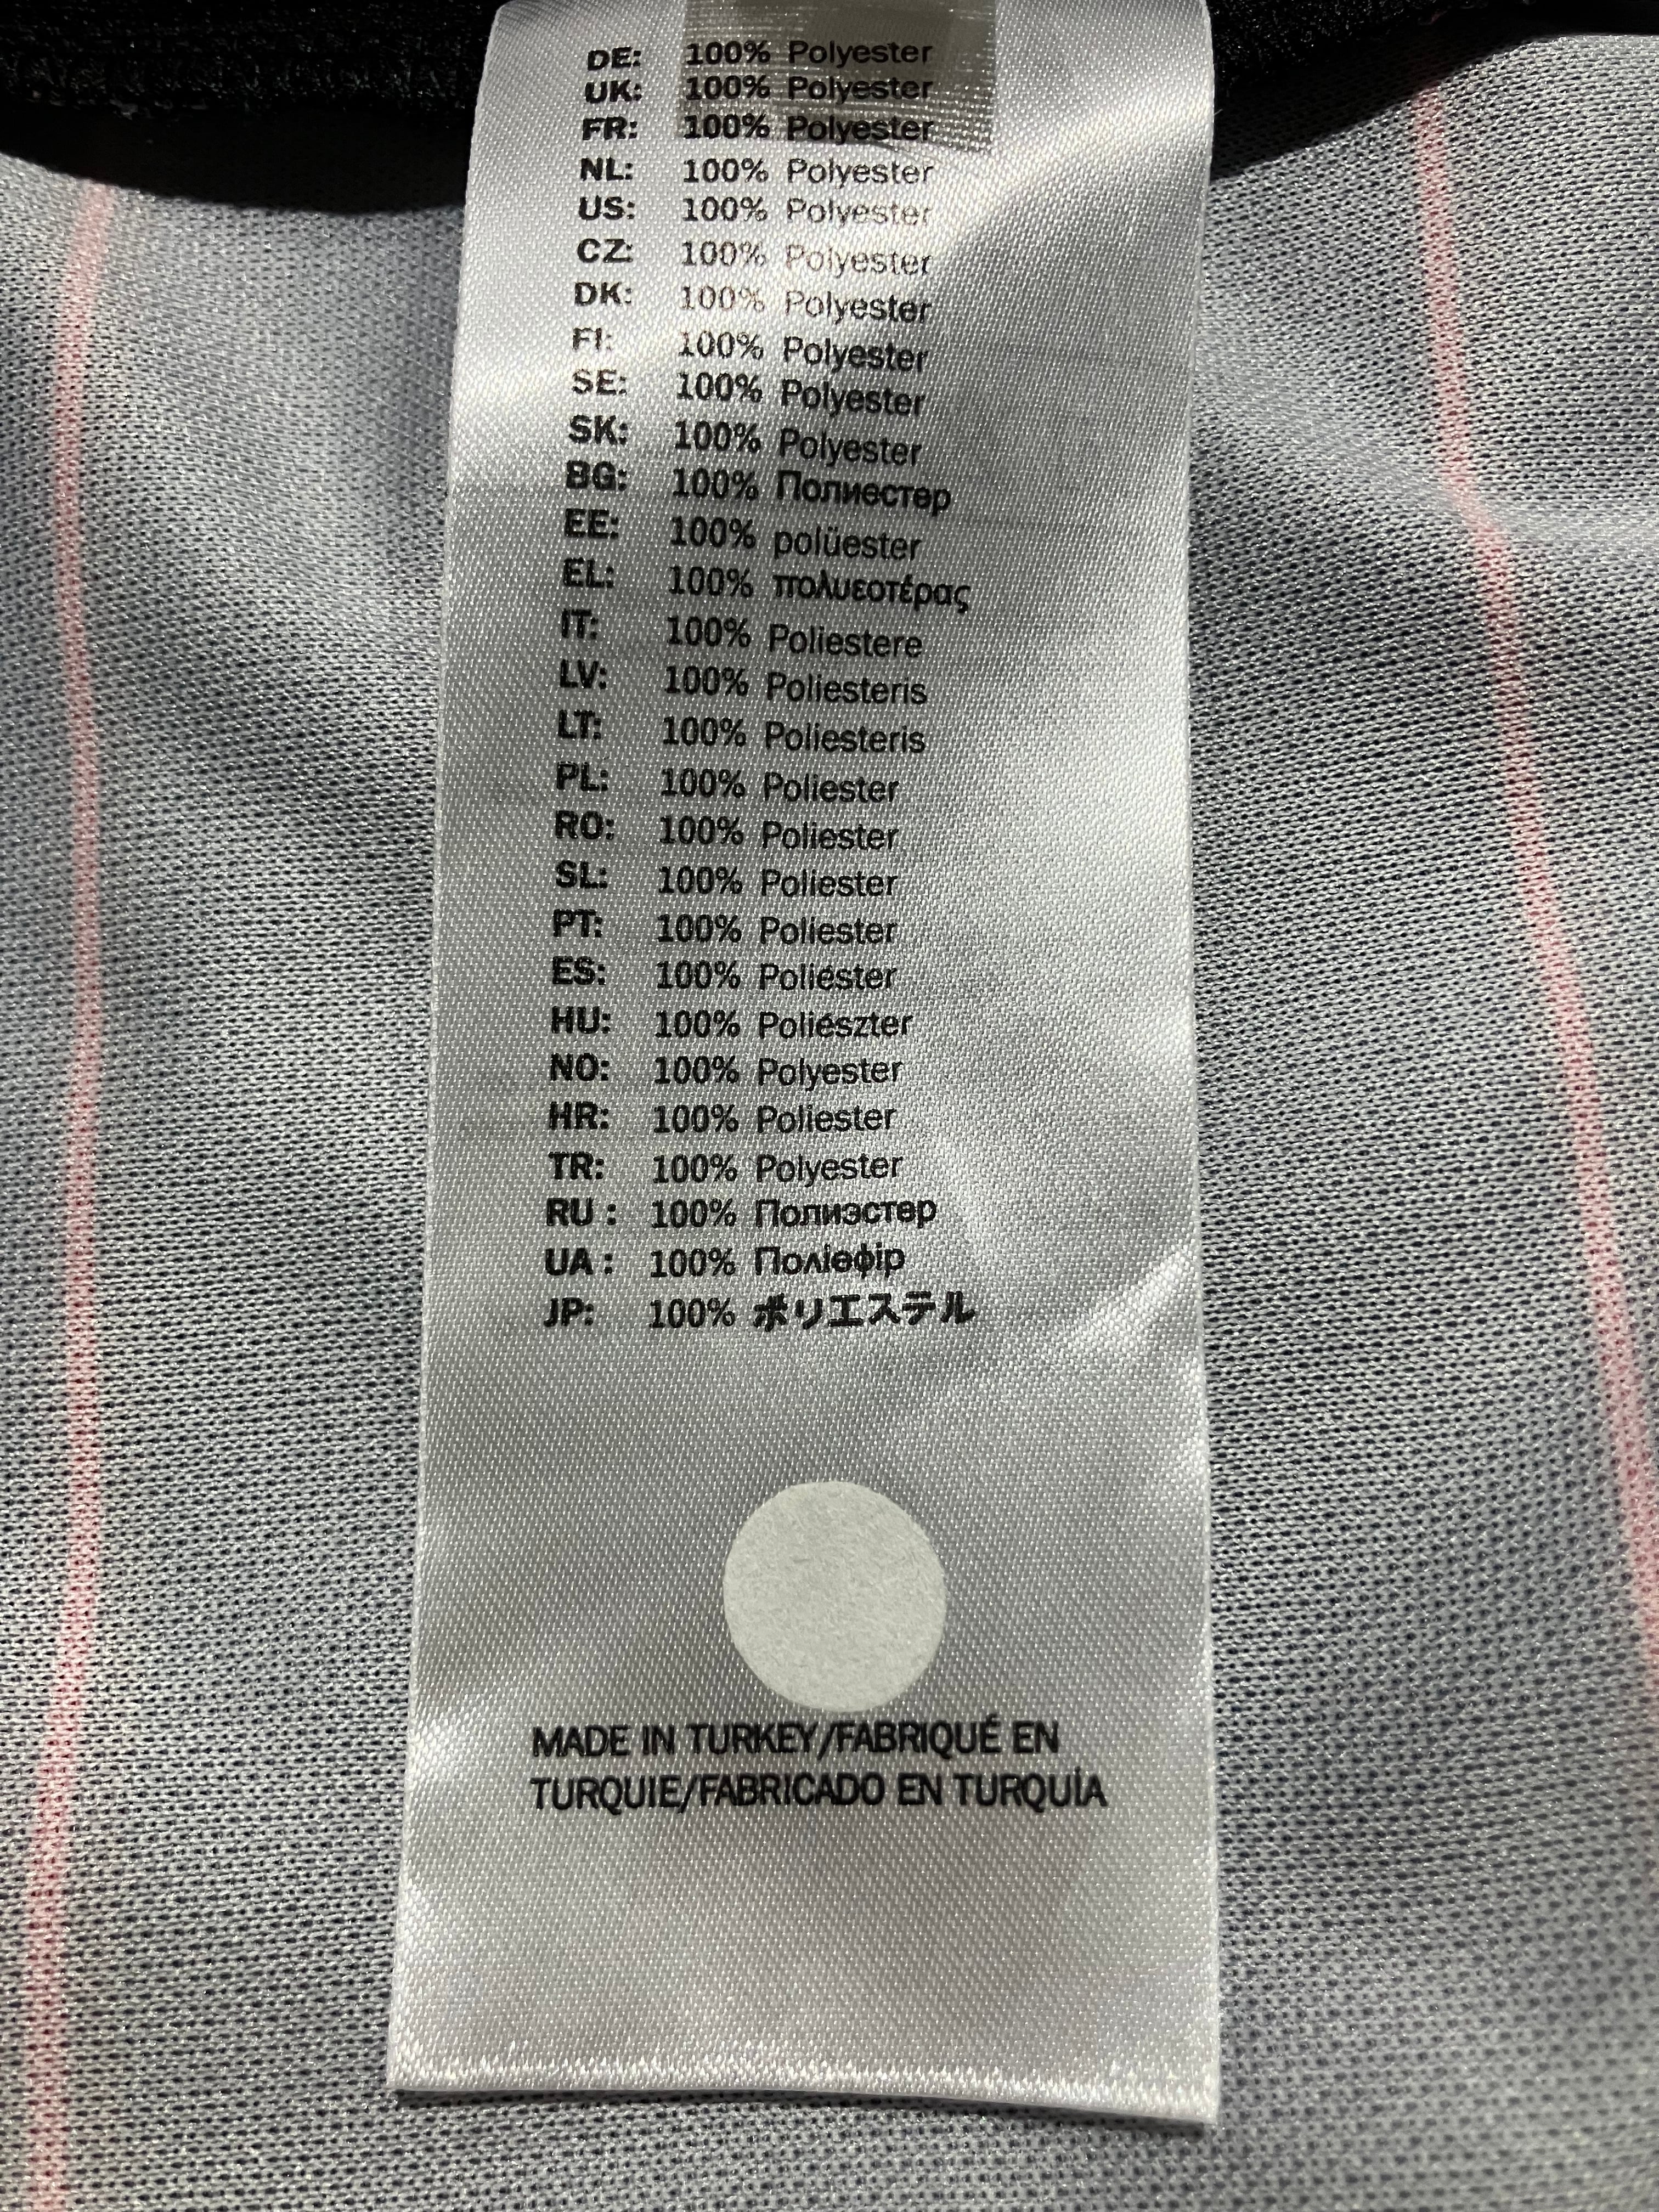 DE: 100% Polyester
UK: 100% Polyester
FR: 100% Polyester
NL: 100% Polyester
US: 100% Polyester
CZ: 100% Polyester
DK: 100% Polyester
FI: 100% Polyester
SE: 100% Polyester
SK: 100% Polyester
BG: 100% Полиестер
EE: 100% polüester
EL: 100% πολυεοτέρας
IT: 100% Poliestere
LV: 100% Poliesteris
LT: 100% Poliesteris
PL: 100% Poliester
RO: 100% Poliester
SL: 100% Poliester
PT: 100% Poliester
ES: 100% Poliéster
HU: 100% Poliészter
NO: 100% Polyester
HR: 100% Poliester
TR: 100% Polyester
RU : 100% Полиэстер
UA : 100% Поліефір
JP: 100% ポリエステル
MADE IN TURKEY/FABRIQUÉ EN
TURQUIE/FABRICADO EN TURQUÍA